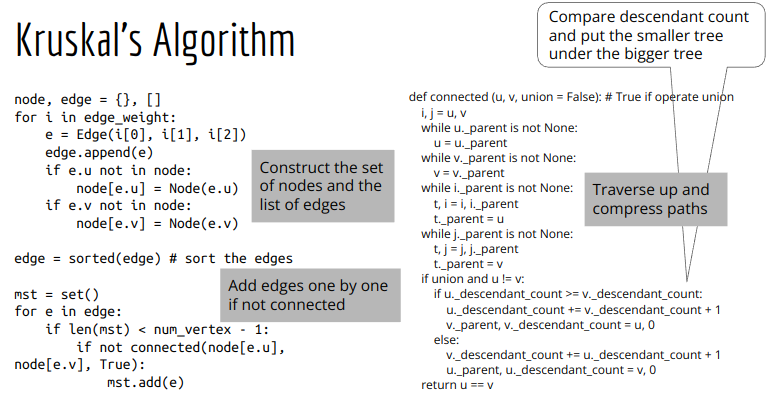 Kruskal's Algorithm
node, edge = {}, []
for i in edge_weight:
    e = Edge(i[0], i[1], i[2])
    edge.append(e)
    if e.u not in node:
        node[e.u] = Node(e.u)
    if e.v not in node:
        node[e.v] = Node(e.v)
edge = sorted(edge) # sort the edges
mst = set()
for e in edge:
    if len(mst) < num_vertex - 1:
        if not connected(node[e.u],
node[e.v], True):
            mst.add(e)
Construct the set
of nodes and the
list of edges
Add edges one by one
if not connected
Compare descendant count
and put the smaller tree
under the bigger tree
def connected (u, v, union = False): # True if operate union
    i, j = u, v
    while u._parent is not None:
        u = u._parent
    while v._parent is not None:
        v = v._parent
    while i._parent is not None:
        t, i = i, i._parent
        t._parent = u
    while j._parent is not None:
        t, j = j, j._parent
        t._parent = v
    if union and u != v:
        if u._descendant_count >= v._descendant_count:
            u._descendant_count += v._descendant_count + 1
            v._parent, v._descendant_count = u, 0
        else:
            v._descendant_count += u._descendant_count + 1
            u._parent, u._descendant_count = v, 0
    return u == v
Traverse up and
compress paths